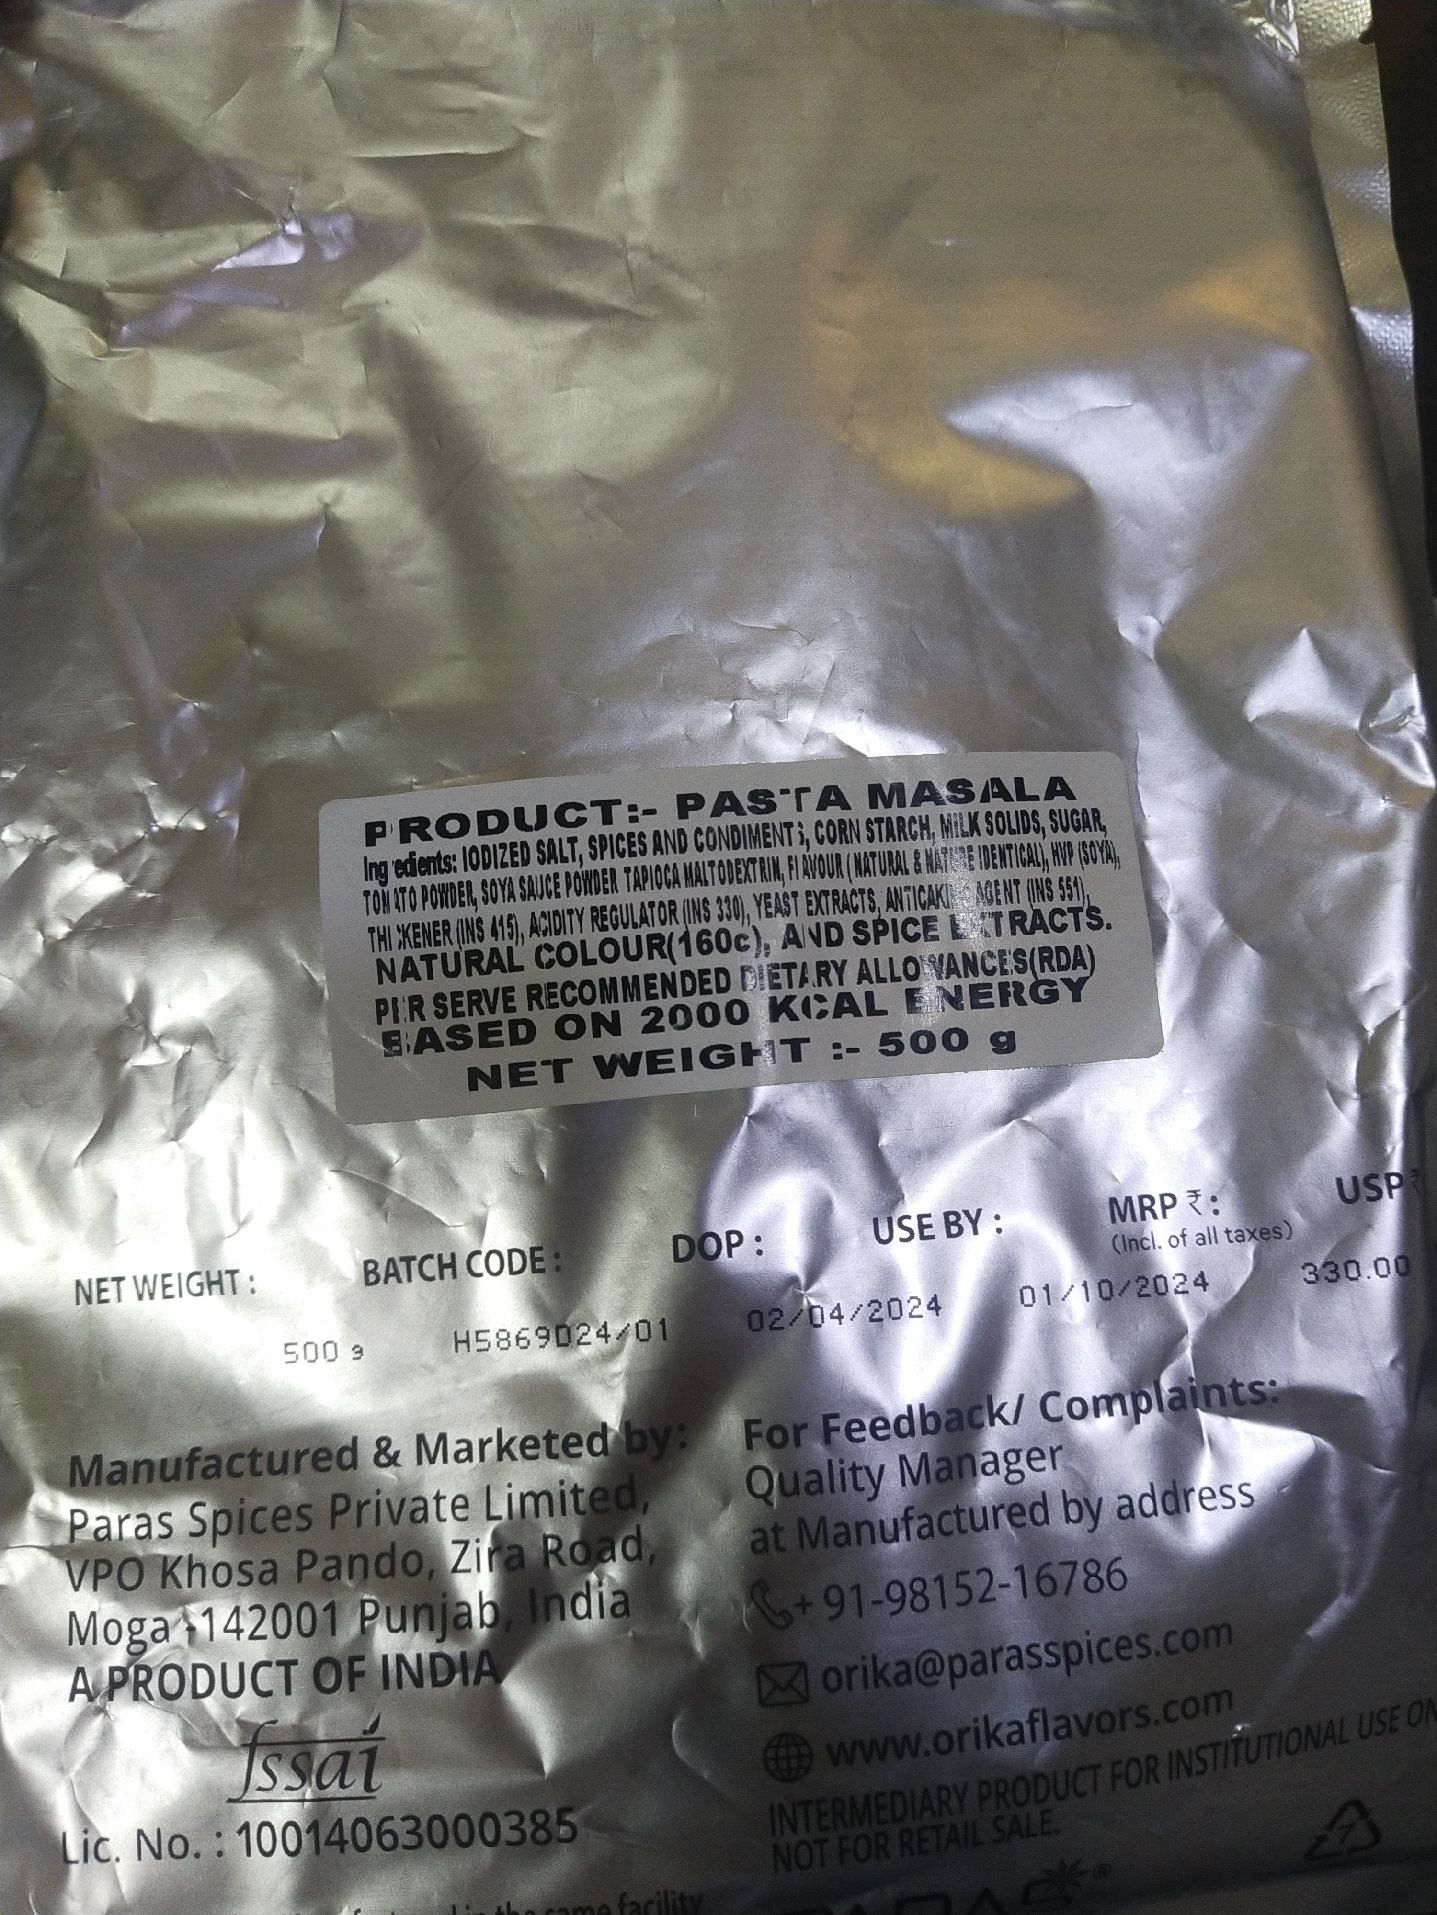 PRODUCT:- PASTA MASALA
Ingredients: IODIZED SALT, SPICES AND CONDIMENTS, CORN STARCH, MILK SOLIDS, SUGAR,
TOMATO POWDER, SOYA SAUCE POWDER TAPIOCA MALTODEXTRIN, FLAVOUR ( NATURAL & NATURE IDENTICAL), HVP (SOYA),
THICKENER (INS 415), ACIDITY REGULATOR (INS 330), YEAST EXTRACTS, ANTICAKING AGENT (INS 551),
NATURAL COLOUR(160c), AND SPICE EXTRACTS.
PER SERVE RECOMMENDED DIETARY ALLOWANCES(RDA)
BASED ON 2000 KCAL ENERGY
NET WEIGHT :- 500 g
NET WEIGHT : BATCH CODE : DOP : USE BY : MRP ₹ : USP
(Incl. of all taxes)
500 g H5869D24/01 02/04/2024 01/10/2024 330.00
Manufactured & Marketed by:
Paras Spices Private Limited,
VPO Khosa Pando, Zira Road,
Moga-142001 Punjab, India
A PRODUCT OF INDIA
fssai
Lic. No. : 10014063000385
For Feedback/ Complaints:
Quality Manager
at Manufactured by address
+ 91-98152-16786
orika@parasspices.com
www.orikaflavors.com
INTERMEDIARY PRODUCT FOR INSTITUTIONAL USE
NOT FOR RETAIL SALE.
7
in the same facility
PARAS ®